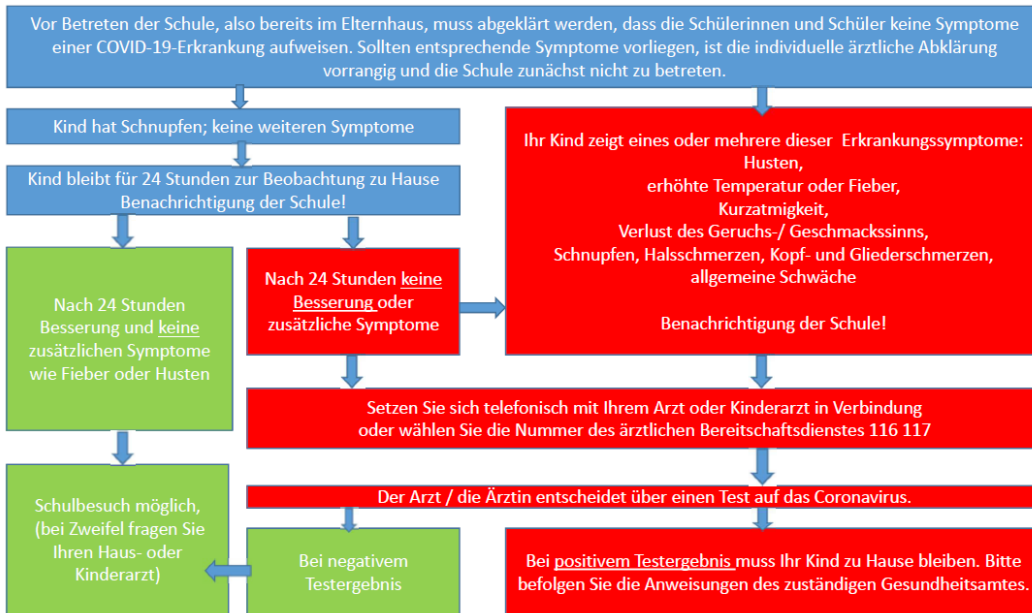 Vor Betreten der Schule, also bereits im Elternhaus, muss abgeklärt werden, dass die Schülerinnen und Schüler keine Symptome
einer COVID-19-Erkrankung aufweisen. Sollten entsprechende Symptome vorliegen, ist die individuelle ärztliche Abklärung
vorrangig und die Schule zunächst nicht zu betreten.
Kind hat Schnupfen; keine weiteren Symptome
Kind bleibt für 24 Stunden zur Beobachtung zu Hause
Benachrichtigung der Schule!
Ihr Kind zeigt eines oder mehrere dieser Erkrankungssymptome:
Husten,
erhöhte Temperatur oder Fieber,
Kurzatmigkeit,
Verlust des Geruchs-/ Geschmackssinns,
Schnupfen, Halsschmerzen, Kopf- und Gliederschmerzen,
allgemeine Schwäche
Benachrichtigung der Schule!
Nach 24 Stunden
Besserung und keine
zusätzlichen Symptome
wie Fieber oder Husten
Nach 24 Stunden keine
Besserung oder
zusätzliche Symptome
Setzen Sie sich telefonisch mit Ihrem Arzt oder Kinderarzt in Verbindung
oder wählen Sie die Nummer des ärztlichen Bereitschaftsdienstes 116 117
Der Arzt / die Ärztin entscheidet über einen Test auf das Coronavirus.
Schulbesuch möglich,
(bei Zweifel fragen Sie
Ihren Haus- oder
Kinderarzt)
Bei negativem
Testergebnis
Bei positivem Testergebnis muss Ihr Kind zu Hause bleiben. Bitte
befolgen Sie die Anweisungen des zuständigen Gesundheitsamtes.